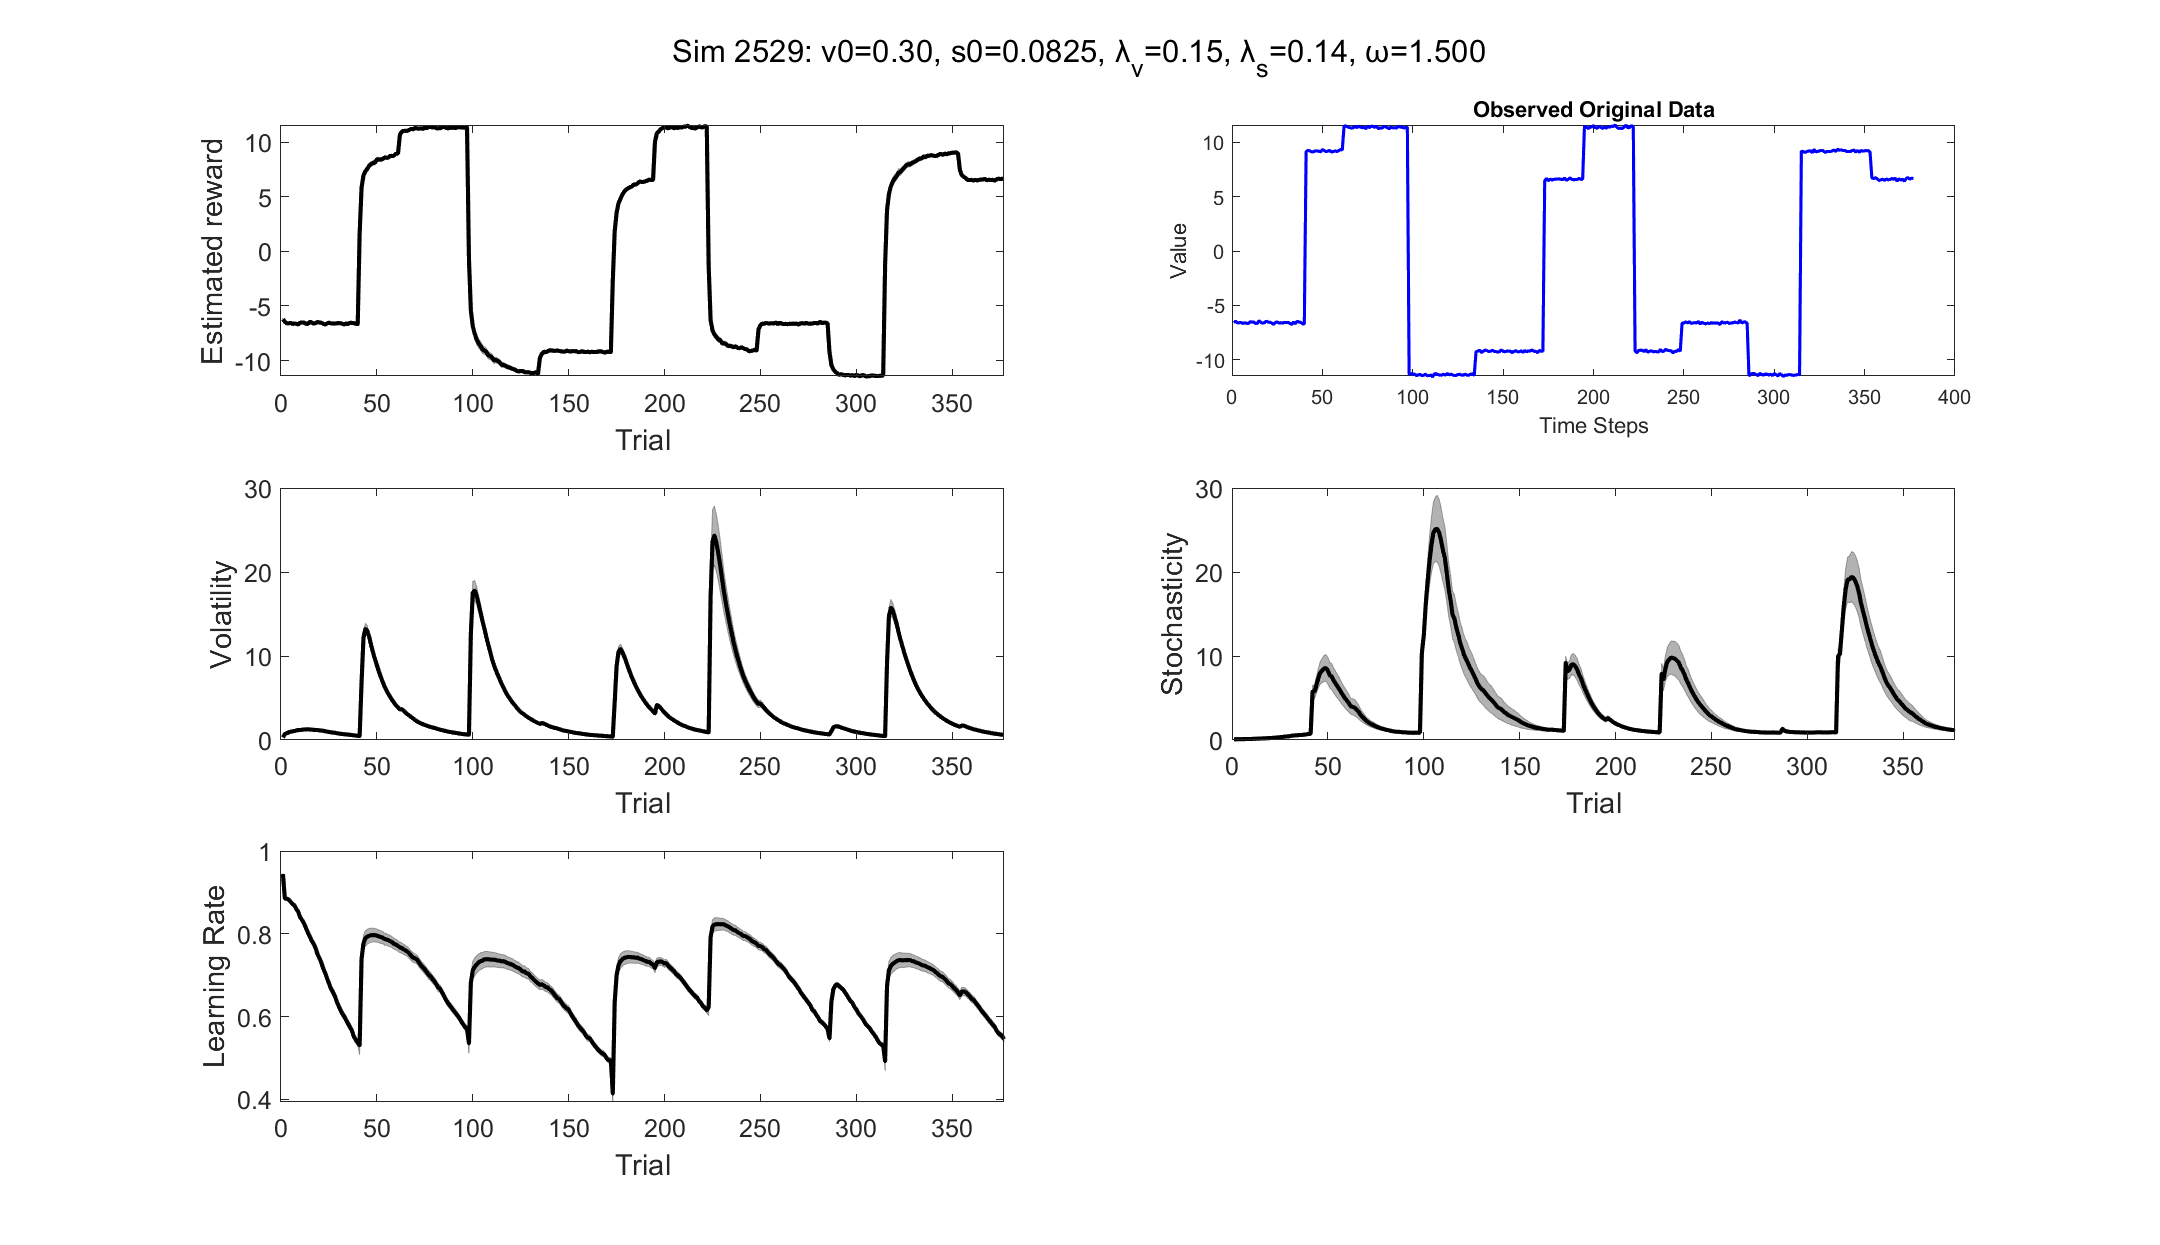 Sim 2529: v0=0.30, s0=0.0825, λ_v=0.15, λ_s=0.14, ω=1.500
Estimated reward
10
5
0
-5
-10
0 50 100 150 200 250 300 350
Trial
Observed Original Data
Value
10
5
0
-5
-10
0 50 100 150 200 250 300 350 400
Time Steps
Volatility
30
20
10
0
0 50 100 150 200 250 300 350
Trial
Stochasticity
30
20
10
0
0 50 100 150 200 250 300 350
Trial
Learning Rate
1
0.8
0.6
0.4
0 50 100 150 200 250 300 350
Trial